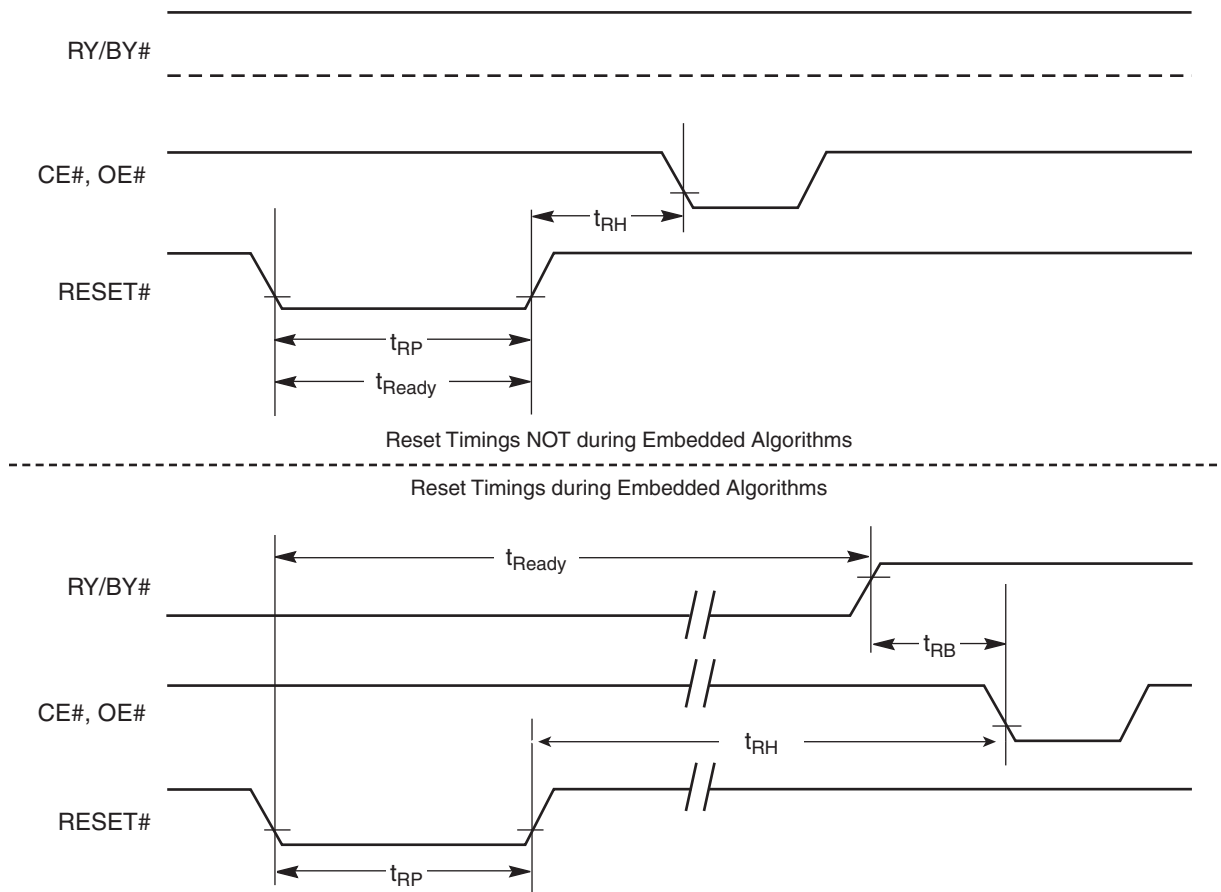 RY/BY#
CE#, OE#
tRH
RESET#
tRP
tReady
Reset Timings NOT during Embedded Algorithms
Reset Timings during Embedded Algorithms
tReady
RY/BY#
tRB
CE#, OE#
tRH
RESET#
tRP